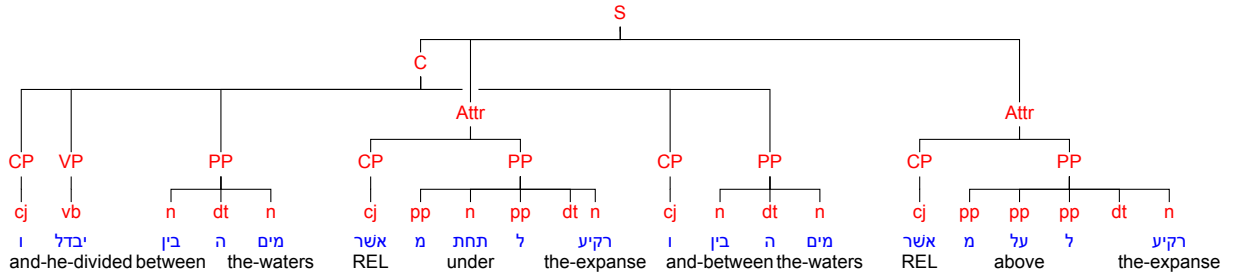 S
C
Attr Attr
CP VP PP CP PP CP PP CP PP
cj vb n dt n cj pp n pp dt n cj n dt n cj pp pp pp dt n
ו יבדל בין ה מים אשׁר מ תחת ל רקיע ו בין ה מים אשׁר מ על ל רקיע
and-he-divided between the-waters REL under the-expanse and-between the-waters REL above the-expanse